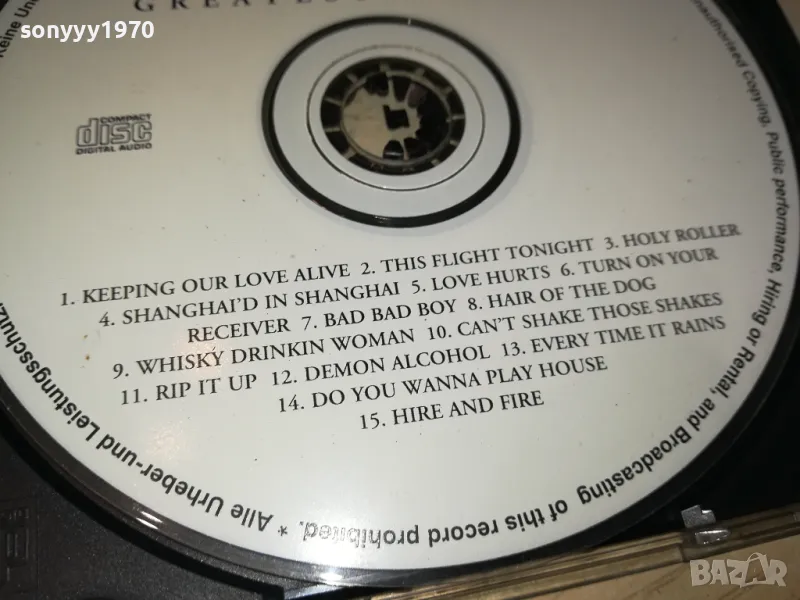 sonyyy1970
COMPACT
disc
DIGITAL AUDIO
1. KEEPING OUR LOVE ALIVE 2. THIS FLIGHT TONIGHT 3. HOLY ROLLER
4. SHANGHAI'D IN SHANGHAI 5. LOVE HURTS 6. TURN ON YOUR
RECEIVER 7. BAD BAD BOY 8. HAIR OF THE DOG
9. WHISKY DRINKIN WOMAN 10. CAN'T SHAKE THOSE SHAKES
11. RIP IT UP 12. DEMON ALCOHOL 13. EVERY TIME IT RAINS
14. DO YOU WANNA PLAY HOUSE
15. HIRE AND FIRE
Copying, Public performance, Hiring or Rental, and Broadcasting of this record prohibited. * Alle Urheber-und Leistungsschutz
Keine
BAZAR